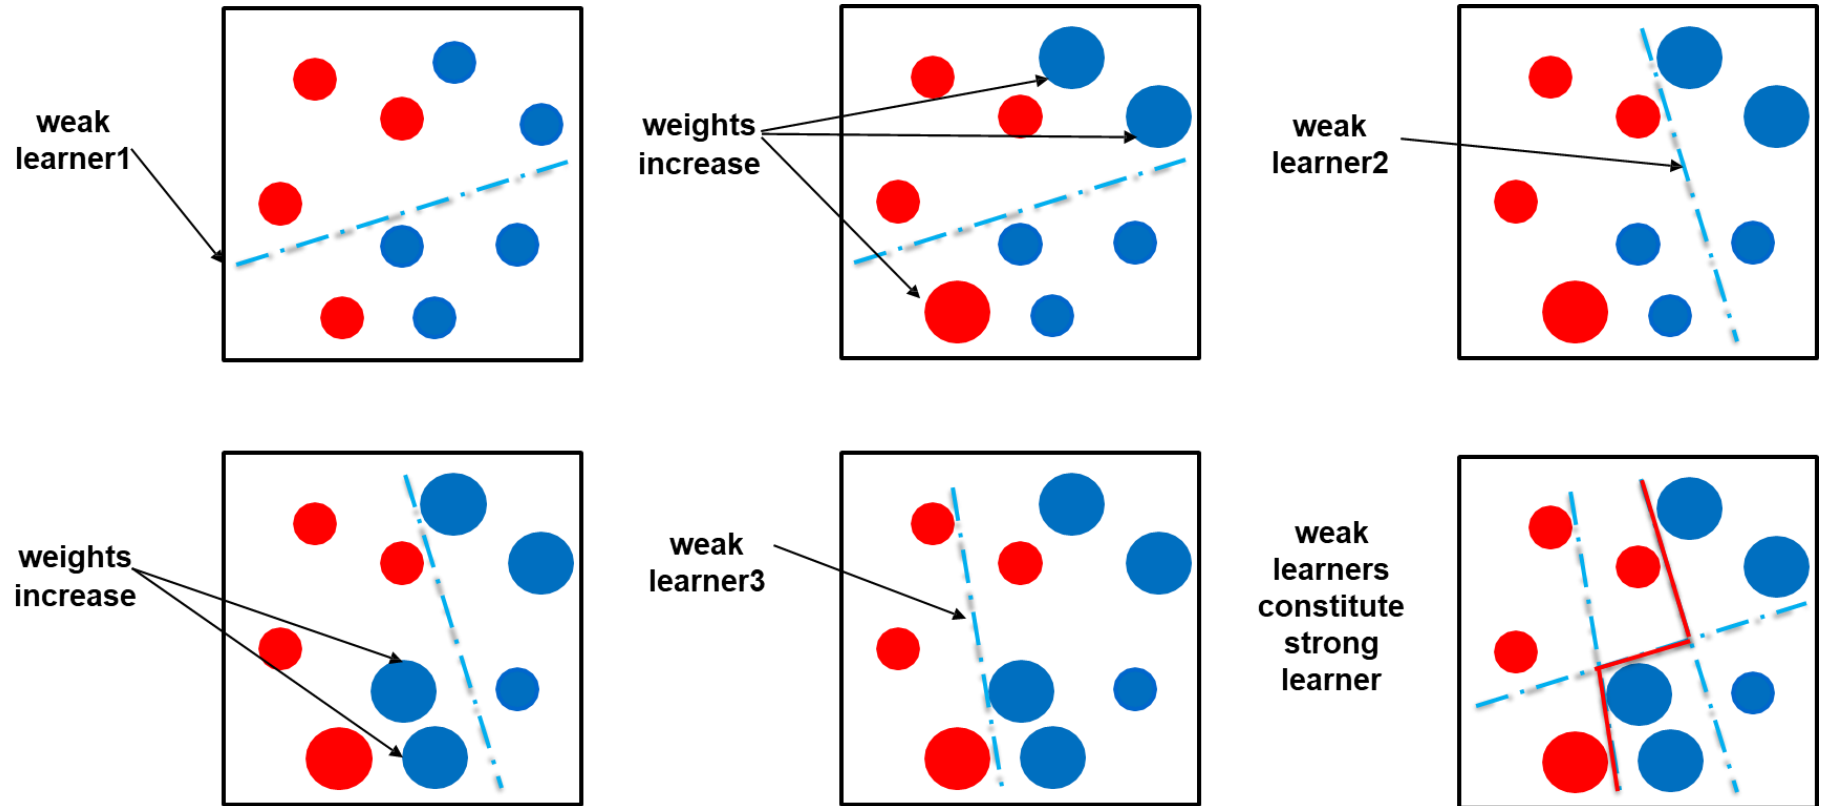 weak
learner1
weights
increase
weak
learner2
weights
increase
weak
learner3
weak
learners
constitute
strong
learner